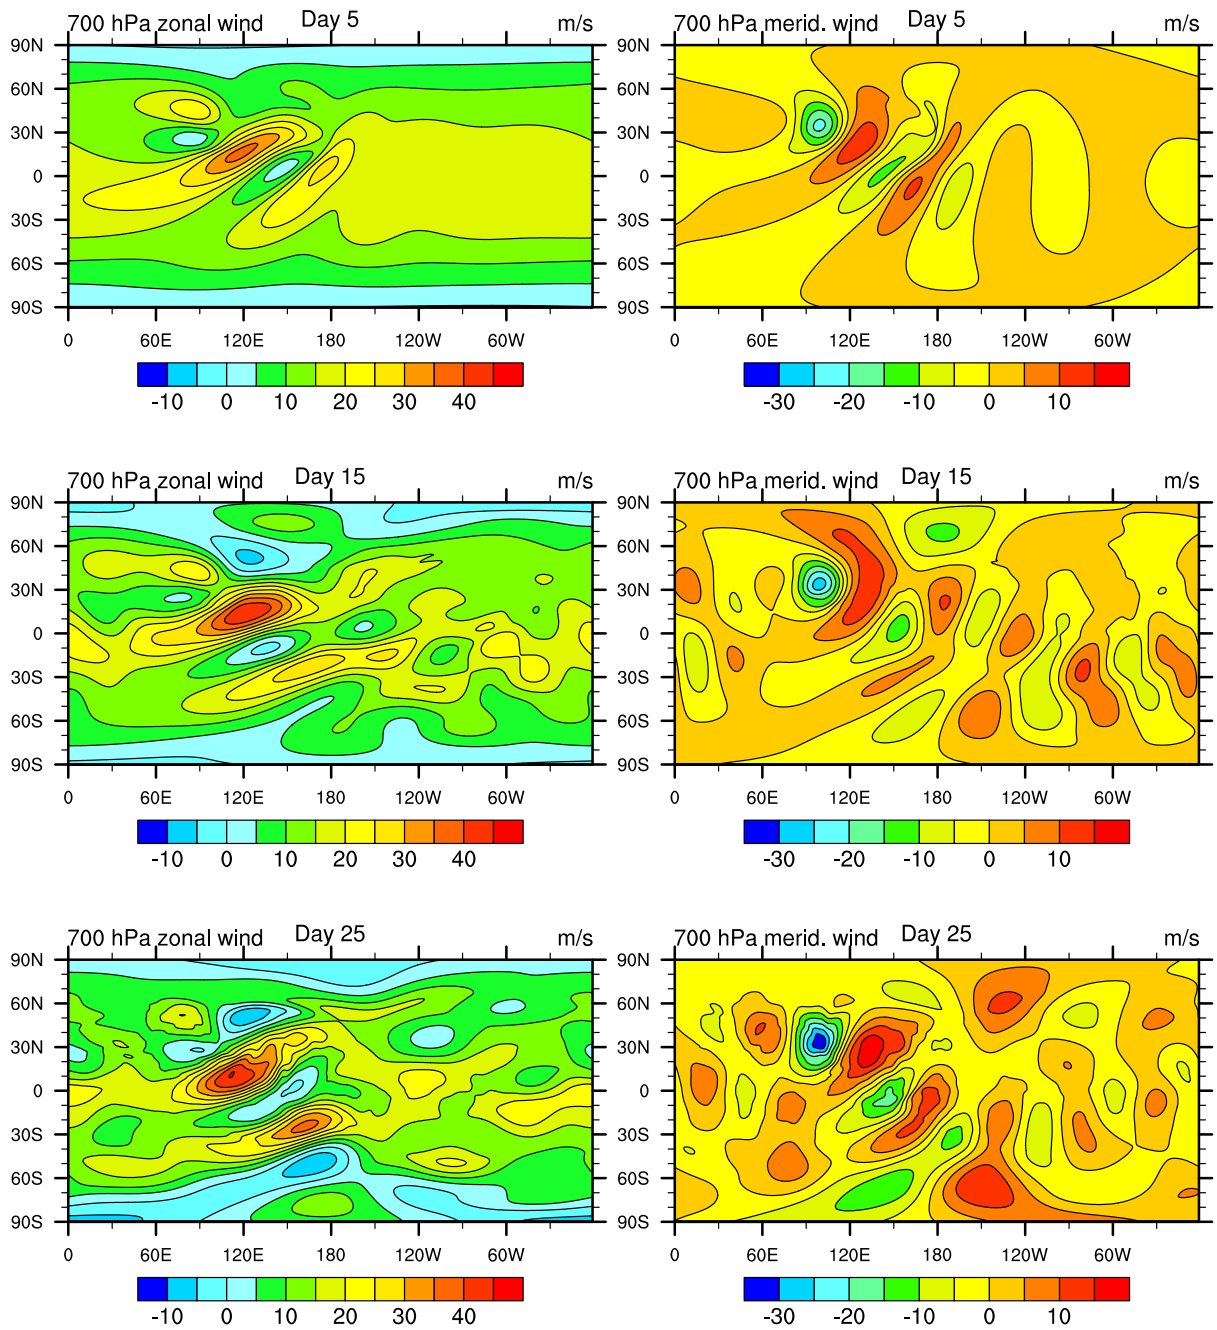 700 hPa zonal wind Day 5 m/s
90N
60N
30N
0
30S
60S
90S
0 60E 120E 180 120W 60W
-10 0 10 20 30 40
700 hPa merid. wind Day 5 m/s
90N
60N
30N
0
30S
60S
90S
0 60E 120E 180 120W 60W
-30 -20 -10 0 10
700 hPa zonal wind Day 15 m/s
90N
60N
30N
0
30S
60S
90S
0 60E 120E 180 120W 60W
-10 0 10 20 30 40
700 hPa merid. wind Day 15 m/s
90N
60N
30N
0
30S
60S
90S
0 60E 120E 180 120W 60W
-30 -20 -10 0 10
700 hPa zonal wind Day 25 m/s
90N
60N
30N
0
30S
60S
90S
0 60E 120E 180 120W 60W
-10 0 10 20 30 40
700 hPa merid. wind Day 25 m/s
90N
60N
30N
0
30S
60S
90S
0 60E 120E 180 120W 60W
-30 -20 -10 0 10